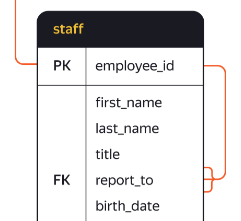 staff
PK employee_id
first_name
last_name
title
FK report_to
birth_date